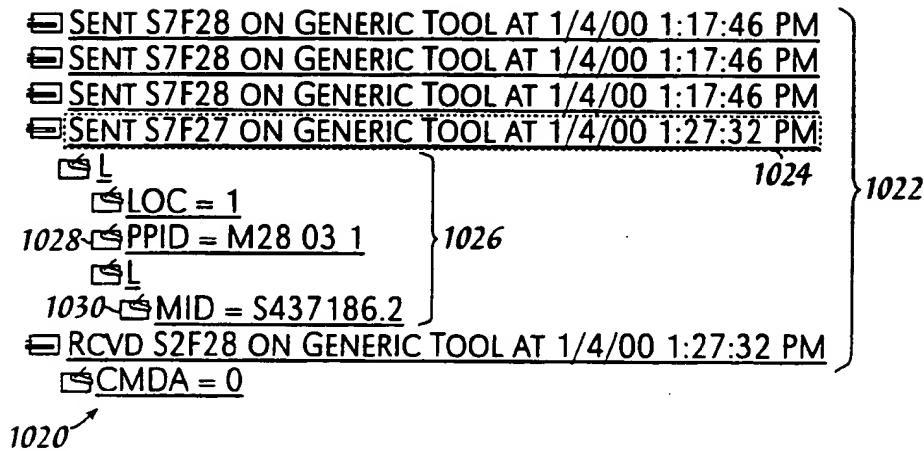 SENT S7F28 ON GENERIC TOOL AT 1/4/00 1:17:46 PM
SENT S7F28 ON GENERIC TOOL AT 1/4/00 1:17:46 PM
SENT S7F28 ON GENERIC TOOL AT 1/4/00 1:17:46 PM
SENT S7F27 ON GENERIC TOOL AT 1/4/00 1:27:32 PM
1024
1022
L
LOC = 1
1028 PPID = M28 03 1
1026
L
1030 MID = S437186.2
RCVD S2F28 ON GENERIC TOOL AT 1/4/00 1:27:32 PM
CMDA = 0
1020